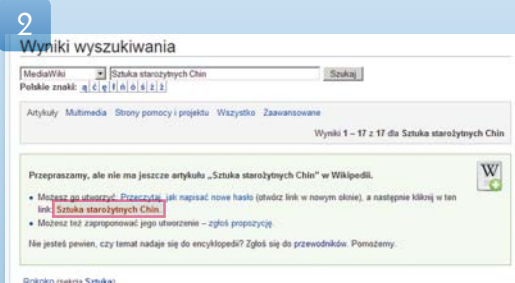 2
Wyniki wyszukiwania
MediaWiki Sztuka starożytnych Chin Szukaj
Polskie znaki: ą ć ę ł ń ó ś ź ż
Artykuły Multimedia Strony pomocy i projektu Wszystko Zaawansowane
Wyniki 1 – 17 z 17 dla Sztuka starożytnych Chin
Przepraszamy, ale nie ma jeszcze artykułu „Sztuka starożytnych Chin" w Wikipedii.
W
• Możesz go utworzyć. Przeczytaj, jak napisać nowe hasło (otwórz link w nowym oknie), a następnie kliknij w ten
link: Sztuka starożytnych Chin.
• Możesz też zaproponować jego utworzenie – zgłoś propozycję.
Nie jesteś pewien, czy temat nadaje się do encyklopedii? Zgłoś się do przewodników. Pomożemy.
Rokoko (sekcja Sztuka)